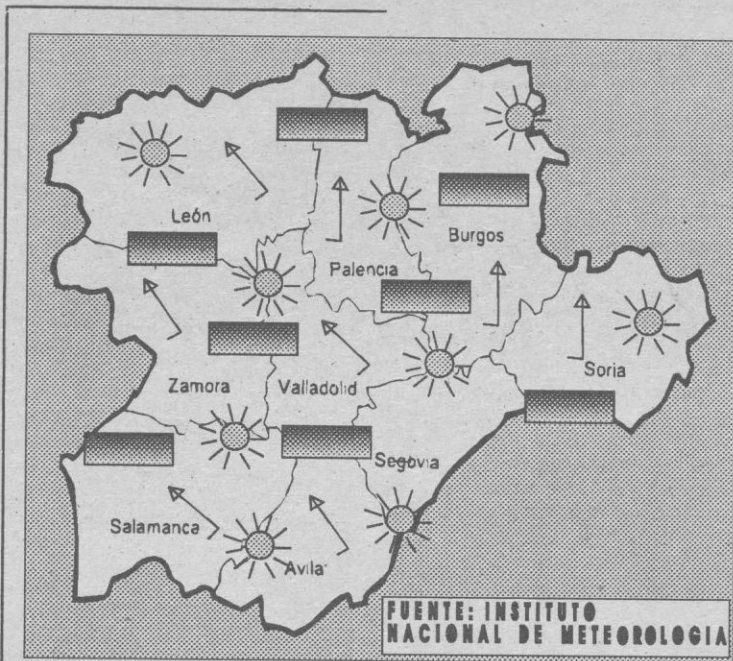 León
Palencia
Burgos
Soria
Zamora
Valladolid
Segovia
Salamanca
Avila
FUENTE: INSTITUTO
NACIONAL DE METEOROLOGIA